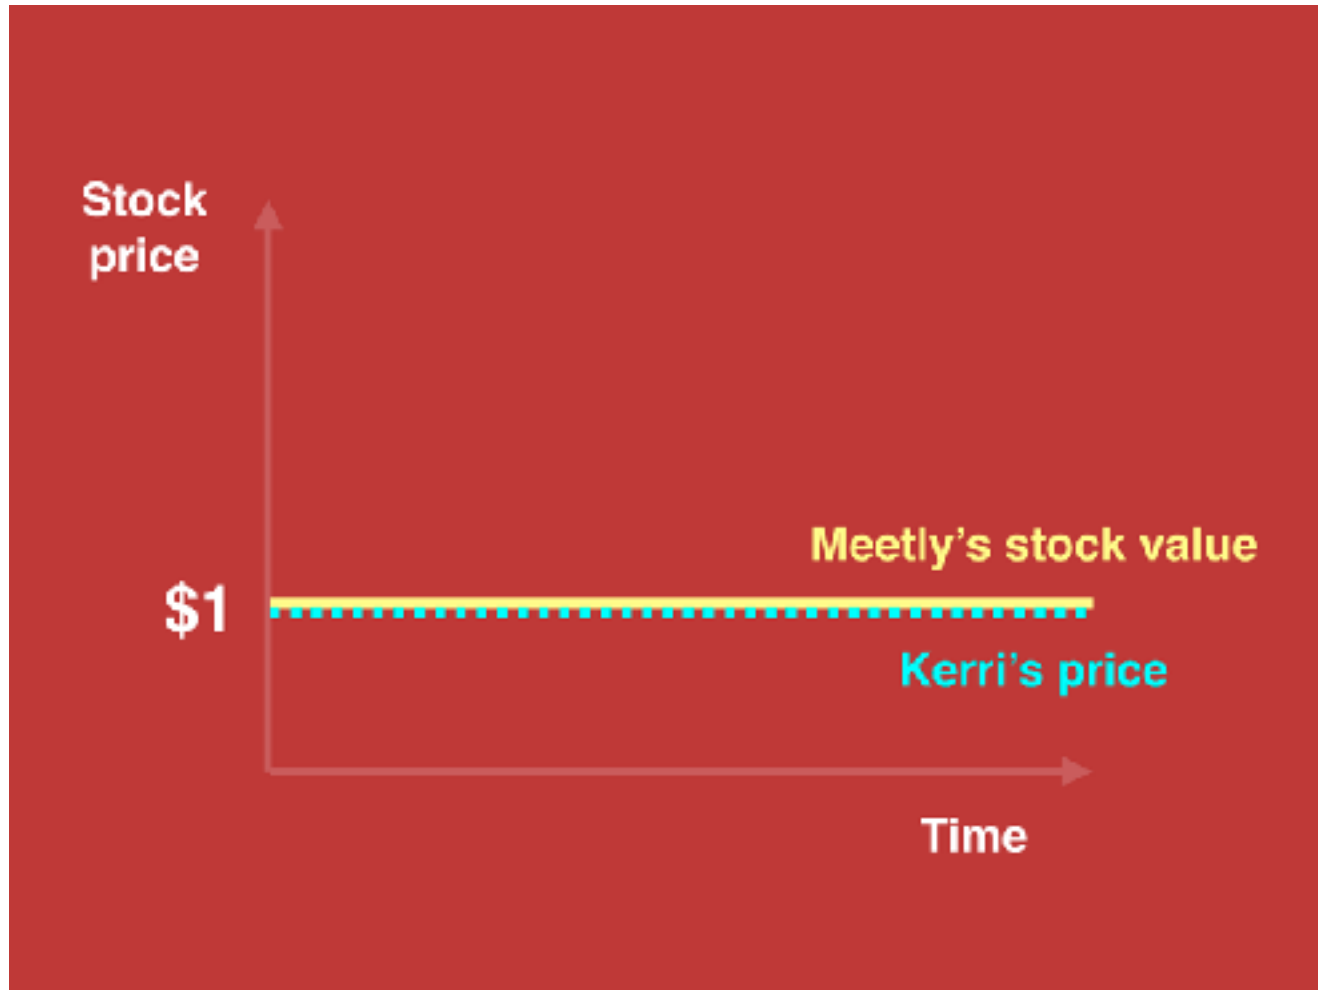 Stock
price
Meetly’s stock value
$1
Kerri’s price
Time